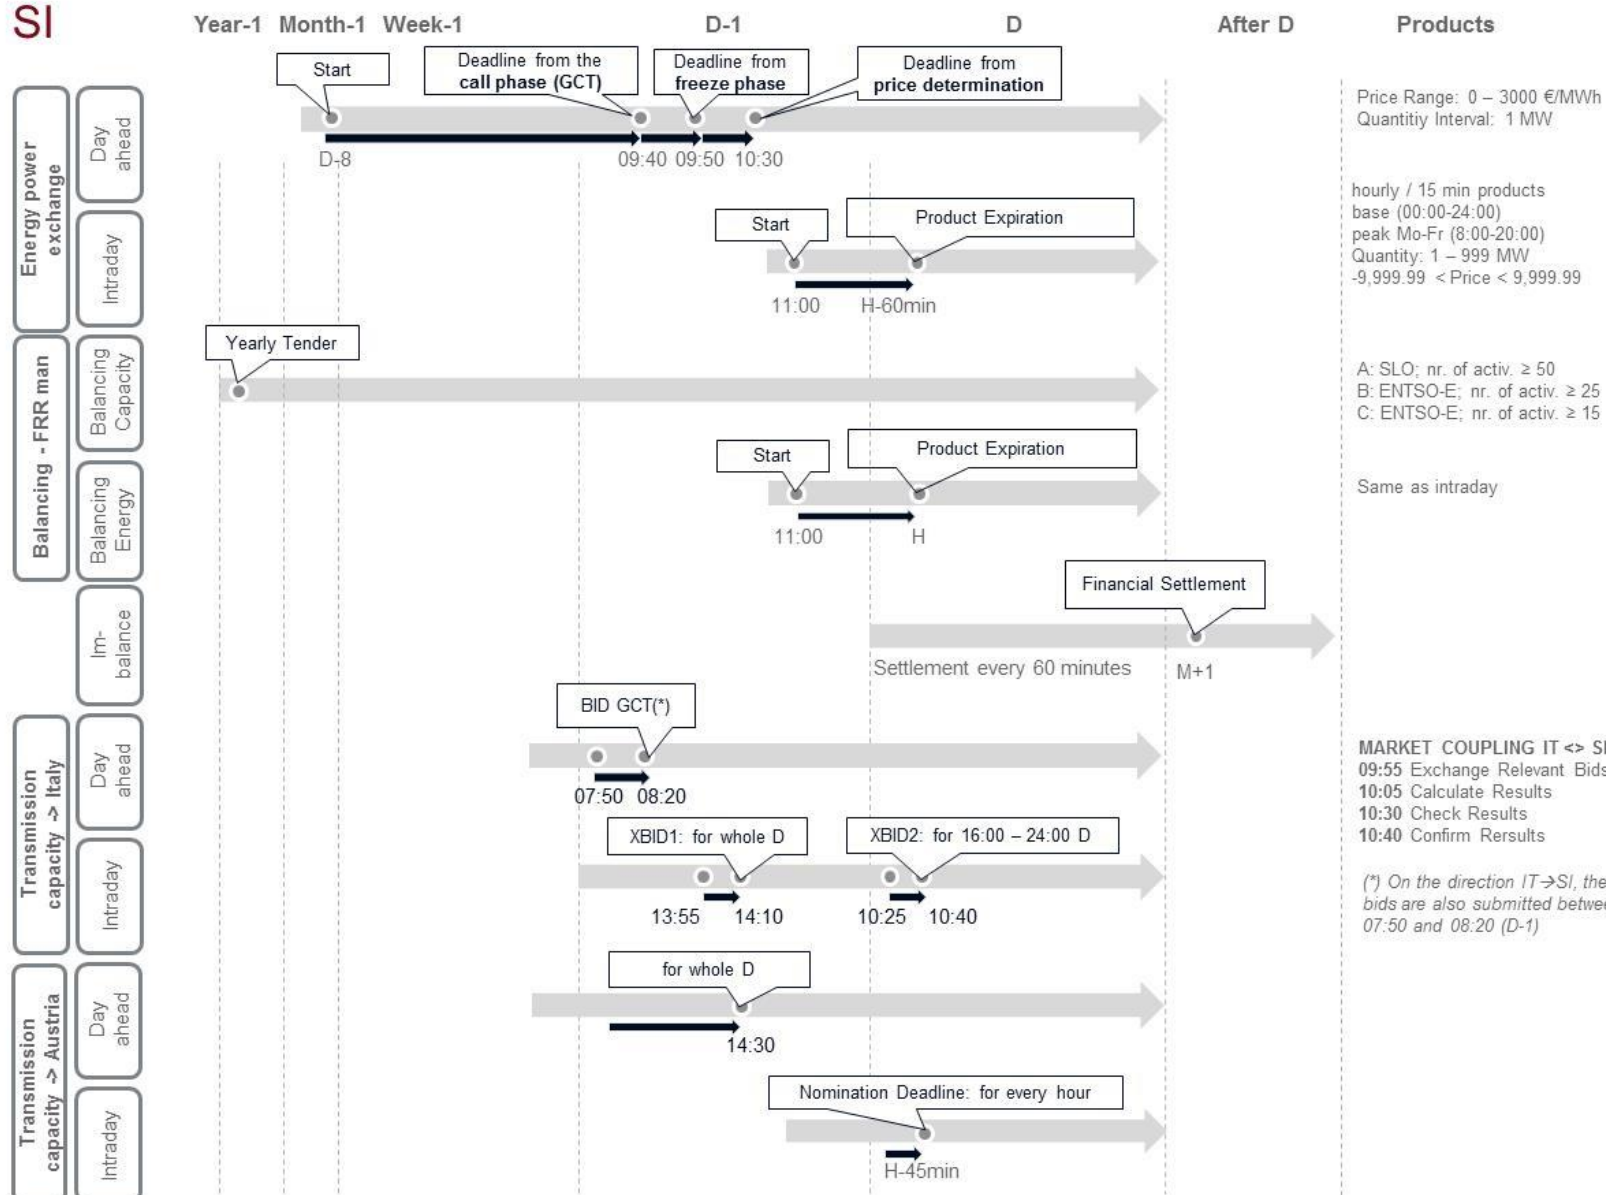 SI
Year-1 Month-1 Week-1 D-1 D After D Products
Energy power
exchange
Day
ahead
Start
Deadline from the
call phase (GCT)
Deadline from
freeze phase
Deadline from
price determination
D-8 09:40 09:50 10:30
Price Range: 0 – 3000 €/MWh
Quantitiy Interval: 1 MW
Intraday
Start
Product Expiration
11:00 H-60min
hourly / 15 min products
base (00:00-24:00)
peak Mo-Fr (8:00-20:00)
Quantity: 1 – 999 MW
-9,999.99 < Price < 9,999.99
Balancing - FRR man
Balancing
Capacity
Yearly Tender
A: SLO; nr. of activ. ≥ 50
B: ENTSO-E; nr. of activ. ≥ 25
C: ENTSO-E; nr. of activ. ≥ 15
Balancing
Energy
Start
Product Expiration
11:00 H
Same as intraday
Im-
balance
Financial Settlement
Settlement every 60 minutes
M+1
Transmission
capacity -> Italy
Day
ahead
BID GCT(*)
07:50 08:20
MARKET COUPLING IT <> S
09:55 Exchange Relevant Bids
10:05 Calculate Results
10:30 Check Results
10:40 Confirm Rersults
Intraday
XBID1: for whole D
XBID2: for 16:00 – 24:00 D
13:55 14:10 10:25 10:40
(*) On the direction IT→SI, the
bids are also submitted betwe
07:50 and 08:20 (D-1)
Transmission
capacity -> Austria
Day
ahead
for whole D
14:30
Intraday
Nomination Deadline: for every hour
H-45min